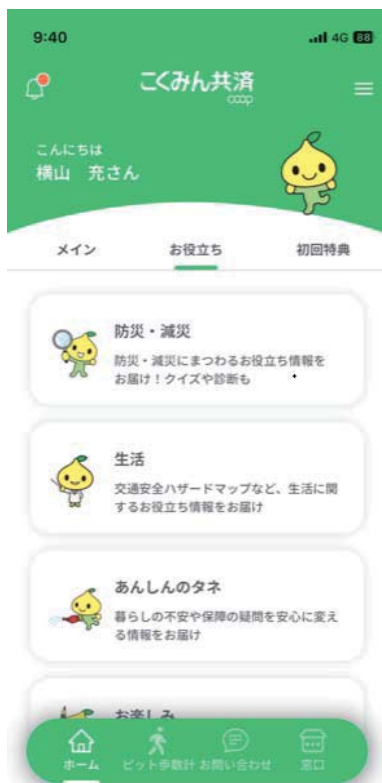 9:40
4G 88
こくみん共済
coop
こんにちは
横山 充さん
メイン お役立ち 初回特典
防災・減災
防災・減災にまつわるお役立ち情報を
お届け！クイズや診断も
生活
交通安全ハザードマップなど、生活に関
するお役立ち情報をお届け
あんしんのタネ
暮らしの不安や保障の疑問を安心に変え
る情報をお届け
お楽しみ
ホーム ピット歩数計 お問い合わせ 窓口